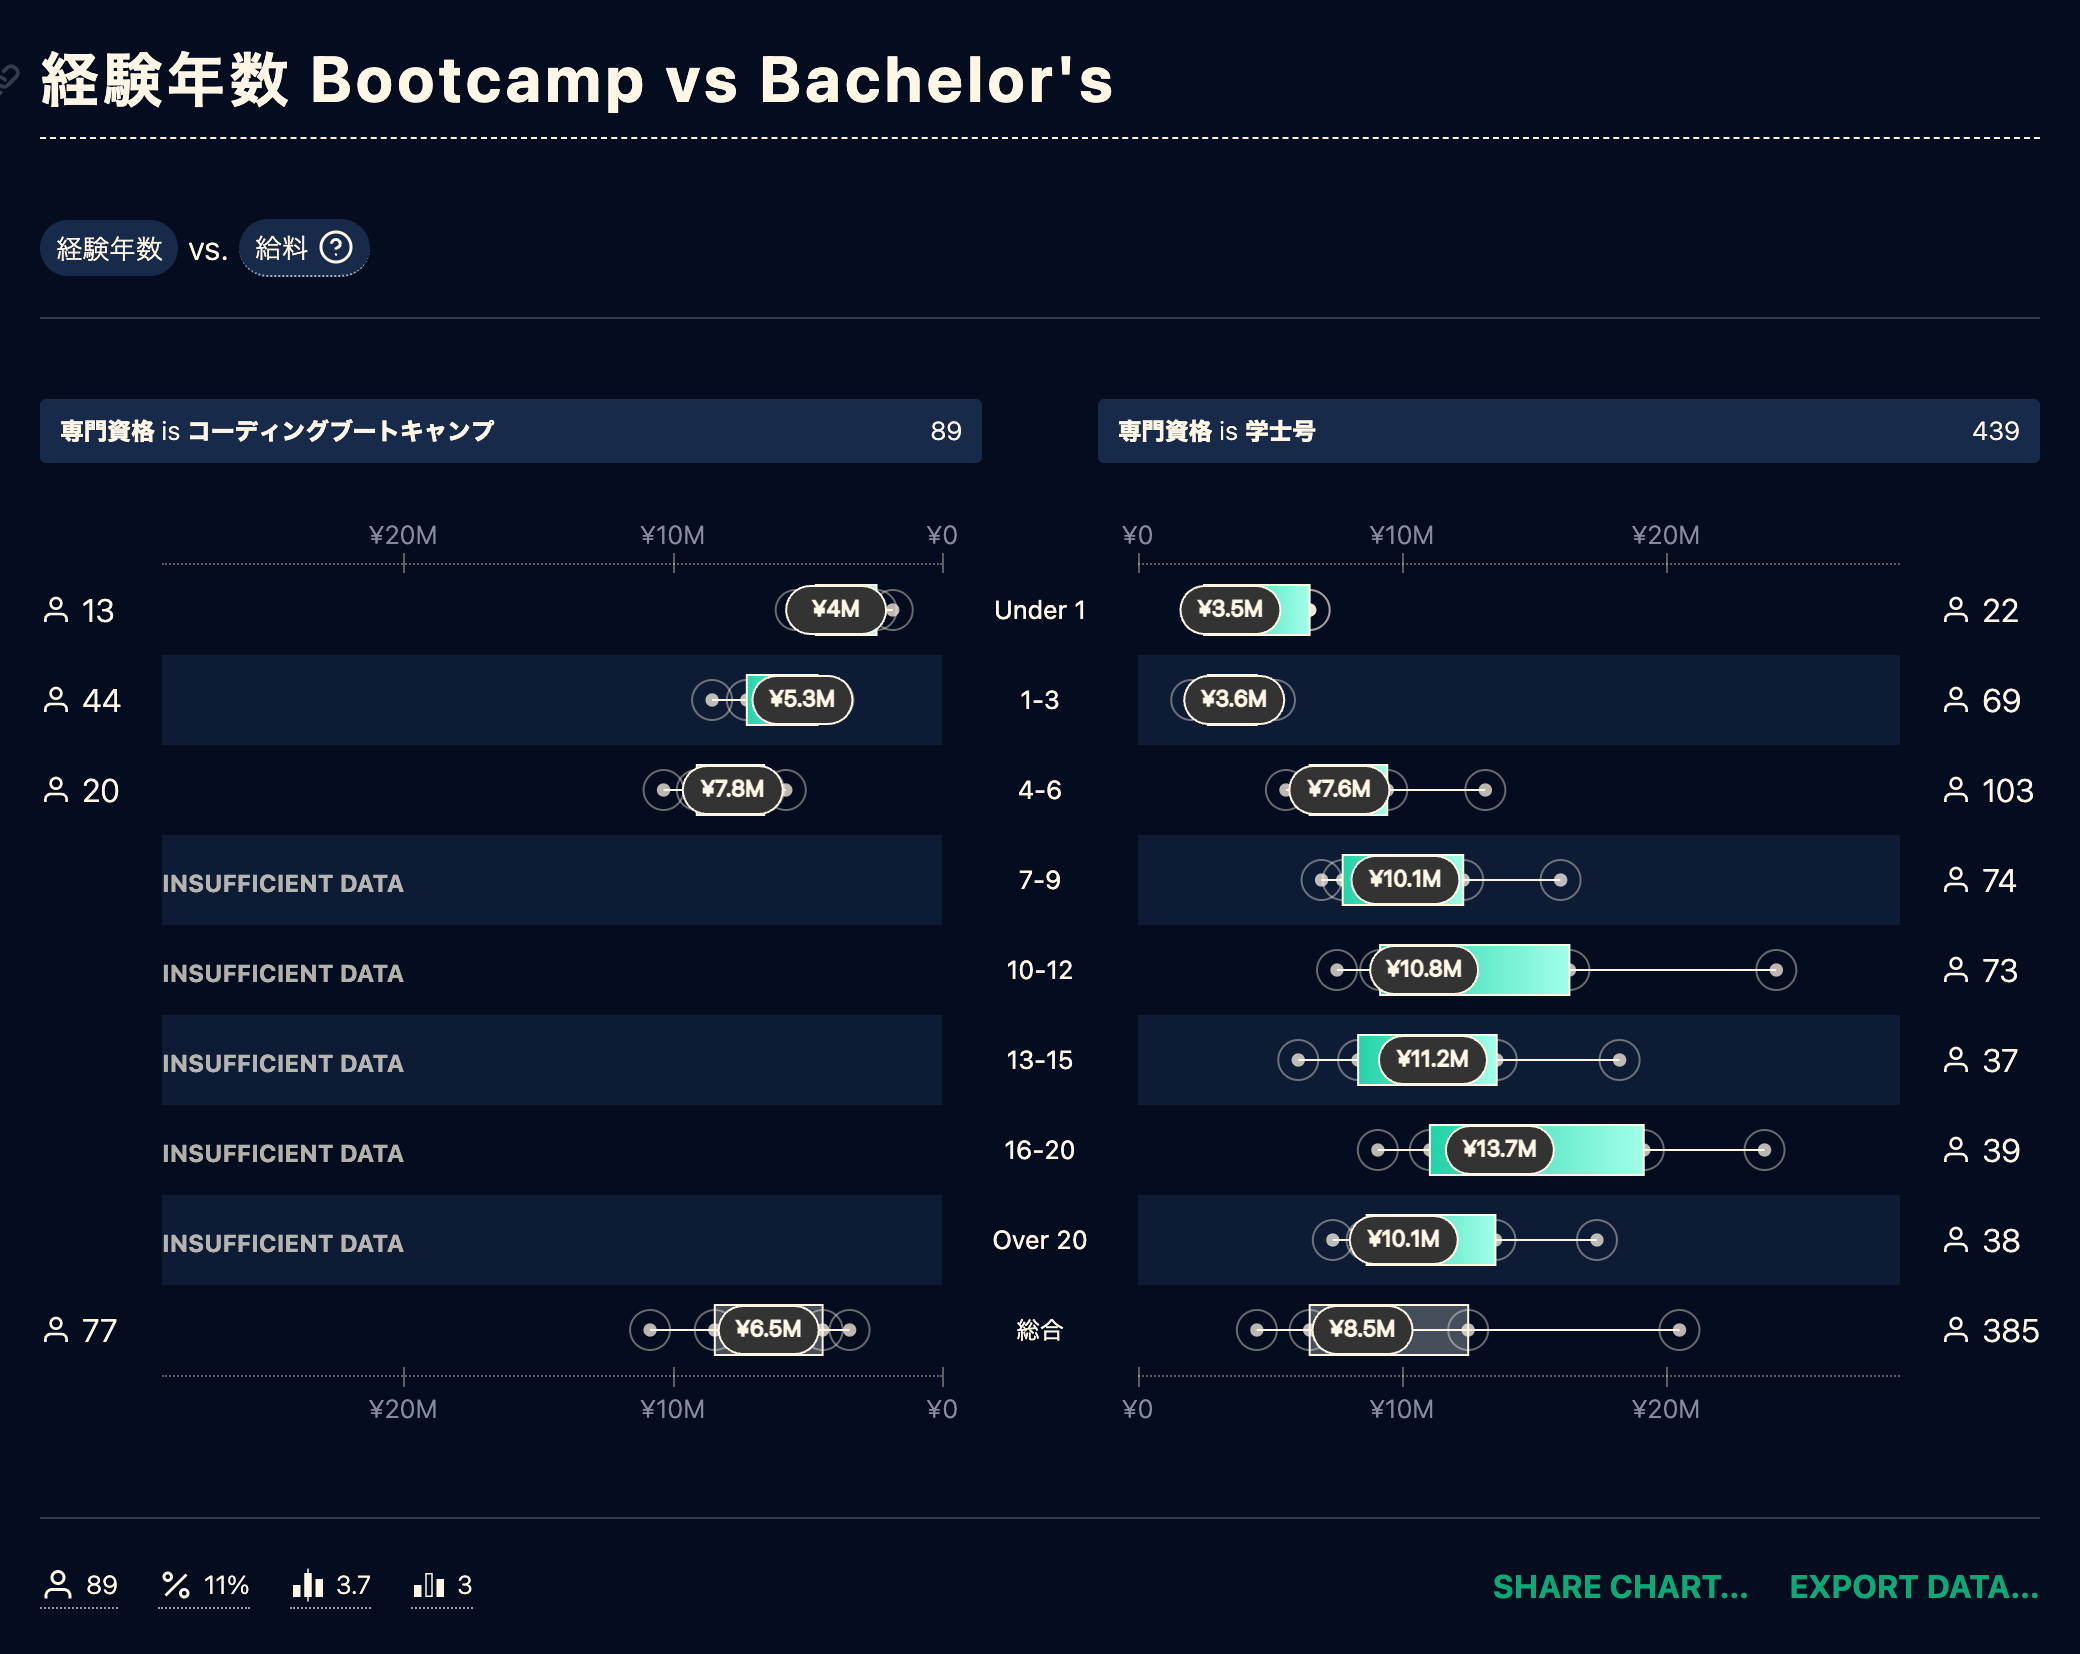 経験年数 Bootcamp vs Bachelor's
経験年数 vs. 給料 ?
専門資格 is コーディングブートキャンプ 89
専門資格 is 学士号 439
¥20M ¥10M ¥0 ¥0 ¥10M ¥20M
13 ¥4M Under 1 ¥3.5M 22
44 ¥5.3M 1-3 ¥3.6M 69
20 ¥7.8M 4-6 ¥7.6M 103
INSUFFICIENT DATA 7-9 ¥10.1M 74
INSUFFICIENT DATA 10-12 ¥10.8M 73
INSUFFICIENT DATA 13-15 ¥11.2M 37
INSUFFICIENT DATA 16-20 ¥13.7M 39
INSUFFICIENT DATA Over 20 ¥10.1M 38
77 ¥6.5M 総合 ¥8.5M 385
¥20M ¥10M ¥0 ¥0 ¥10M ¥20M
89 % 11% 3.7 3 SHARE CHART... EXPORT DATA...